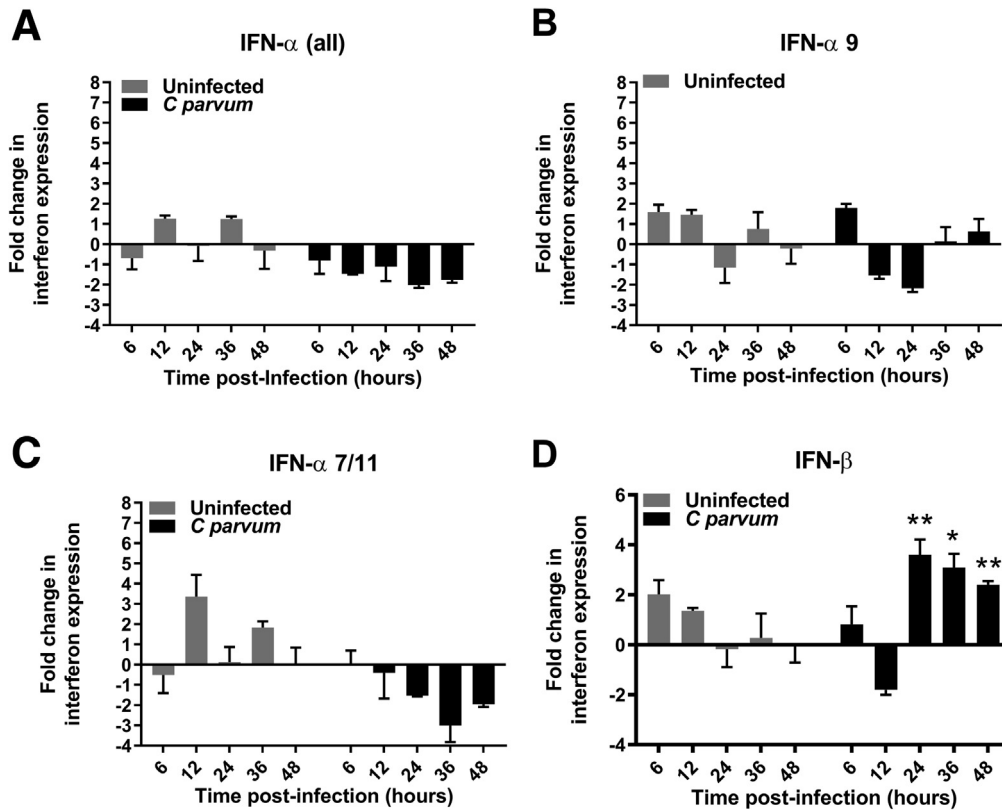 A
IFN-α (all)
Uninfected
C parvum
Fold change in
interferon expression
8
7
6
5
4
3
2
1
0
-1
-2
-3
-4
6 12 24 36 48 6 12 24 36 48
Time post-Infection (hours)
B
IFN-α 9
Uninfected
Fold change in
interferon expression
8
7
6
5
4
3
2
1
0
-1
-2
-3
-4
6 12 24 36 48 6 12 24 36 48
Time post-infection (hours)
C
IFN-α 7/11
Uninfected
C parvum
Fold change in
interferon expression
8
7
6
5
4
3
2
1
0
-1
-2
-3
-4
6 12 24 36 48 6 12 24 36 48
Time post-infection (hours)
D
IFN-β
Uninfected
C parvum
Fold change in
interferon expression
6
4
2
0
-2
-4
** * **
6 12 24 36 48 6 12 24 36 48
Time post-infection (hours)